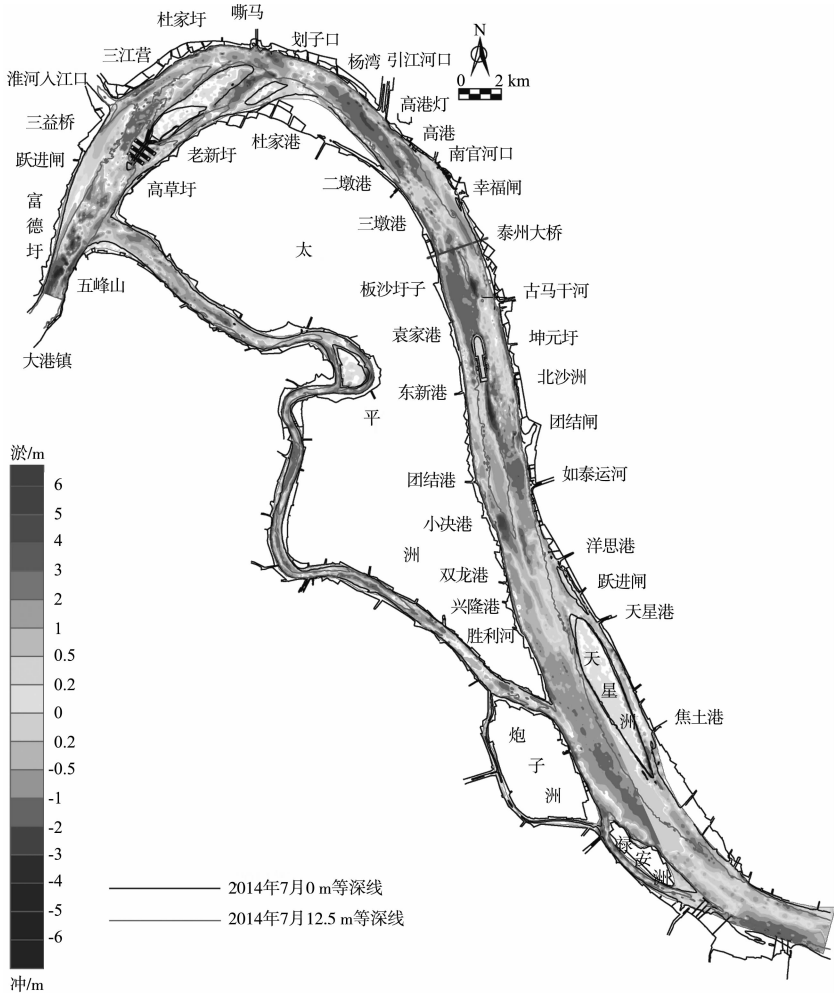 嘶马
杜家圩
划子口
三江营
杨湾
引江河口
N
0 2 km
淮河入江口
高港灯
三益桥
高港
杜家港
老新圩
南官河口
跃进闸
二墩港
幸福闸
高草圩
富德圩
三墩港
泰州大桥
太
五峰山
板沙圩子
古马干河
袁家港
坤元圩
大港镇
北沙洲
东新港
平
团结闸
淤/m
团结港
如泰运河
6
5
小决港
4
洋思港
洲
3
双龙港
跃进闸
2
兴隆港
天星港
1
胜利河
0.5
天星洲
0.2
0
焦土港
炮子洲
0.2
-0.5
-1
-2
禄安洲
-3
-4
2014年7月0 m等深线
-5
2014年7月12.5 m等深线
-6
冲/m